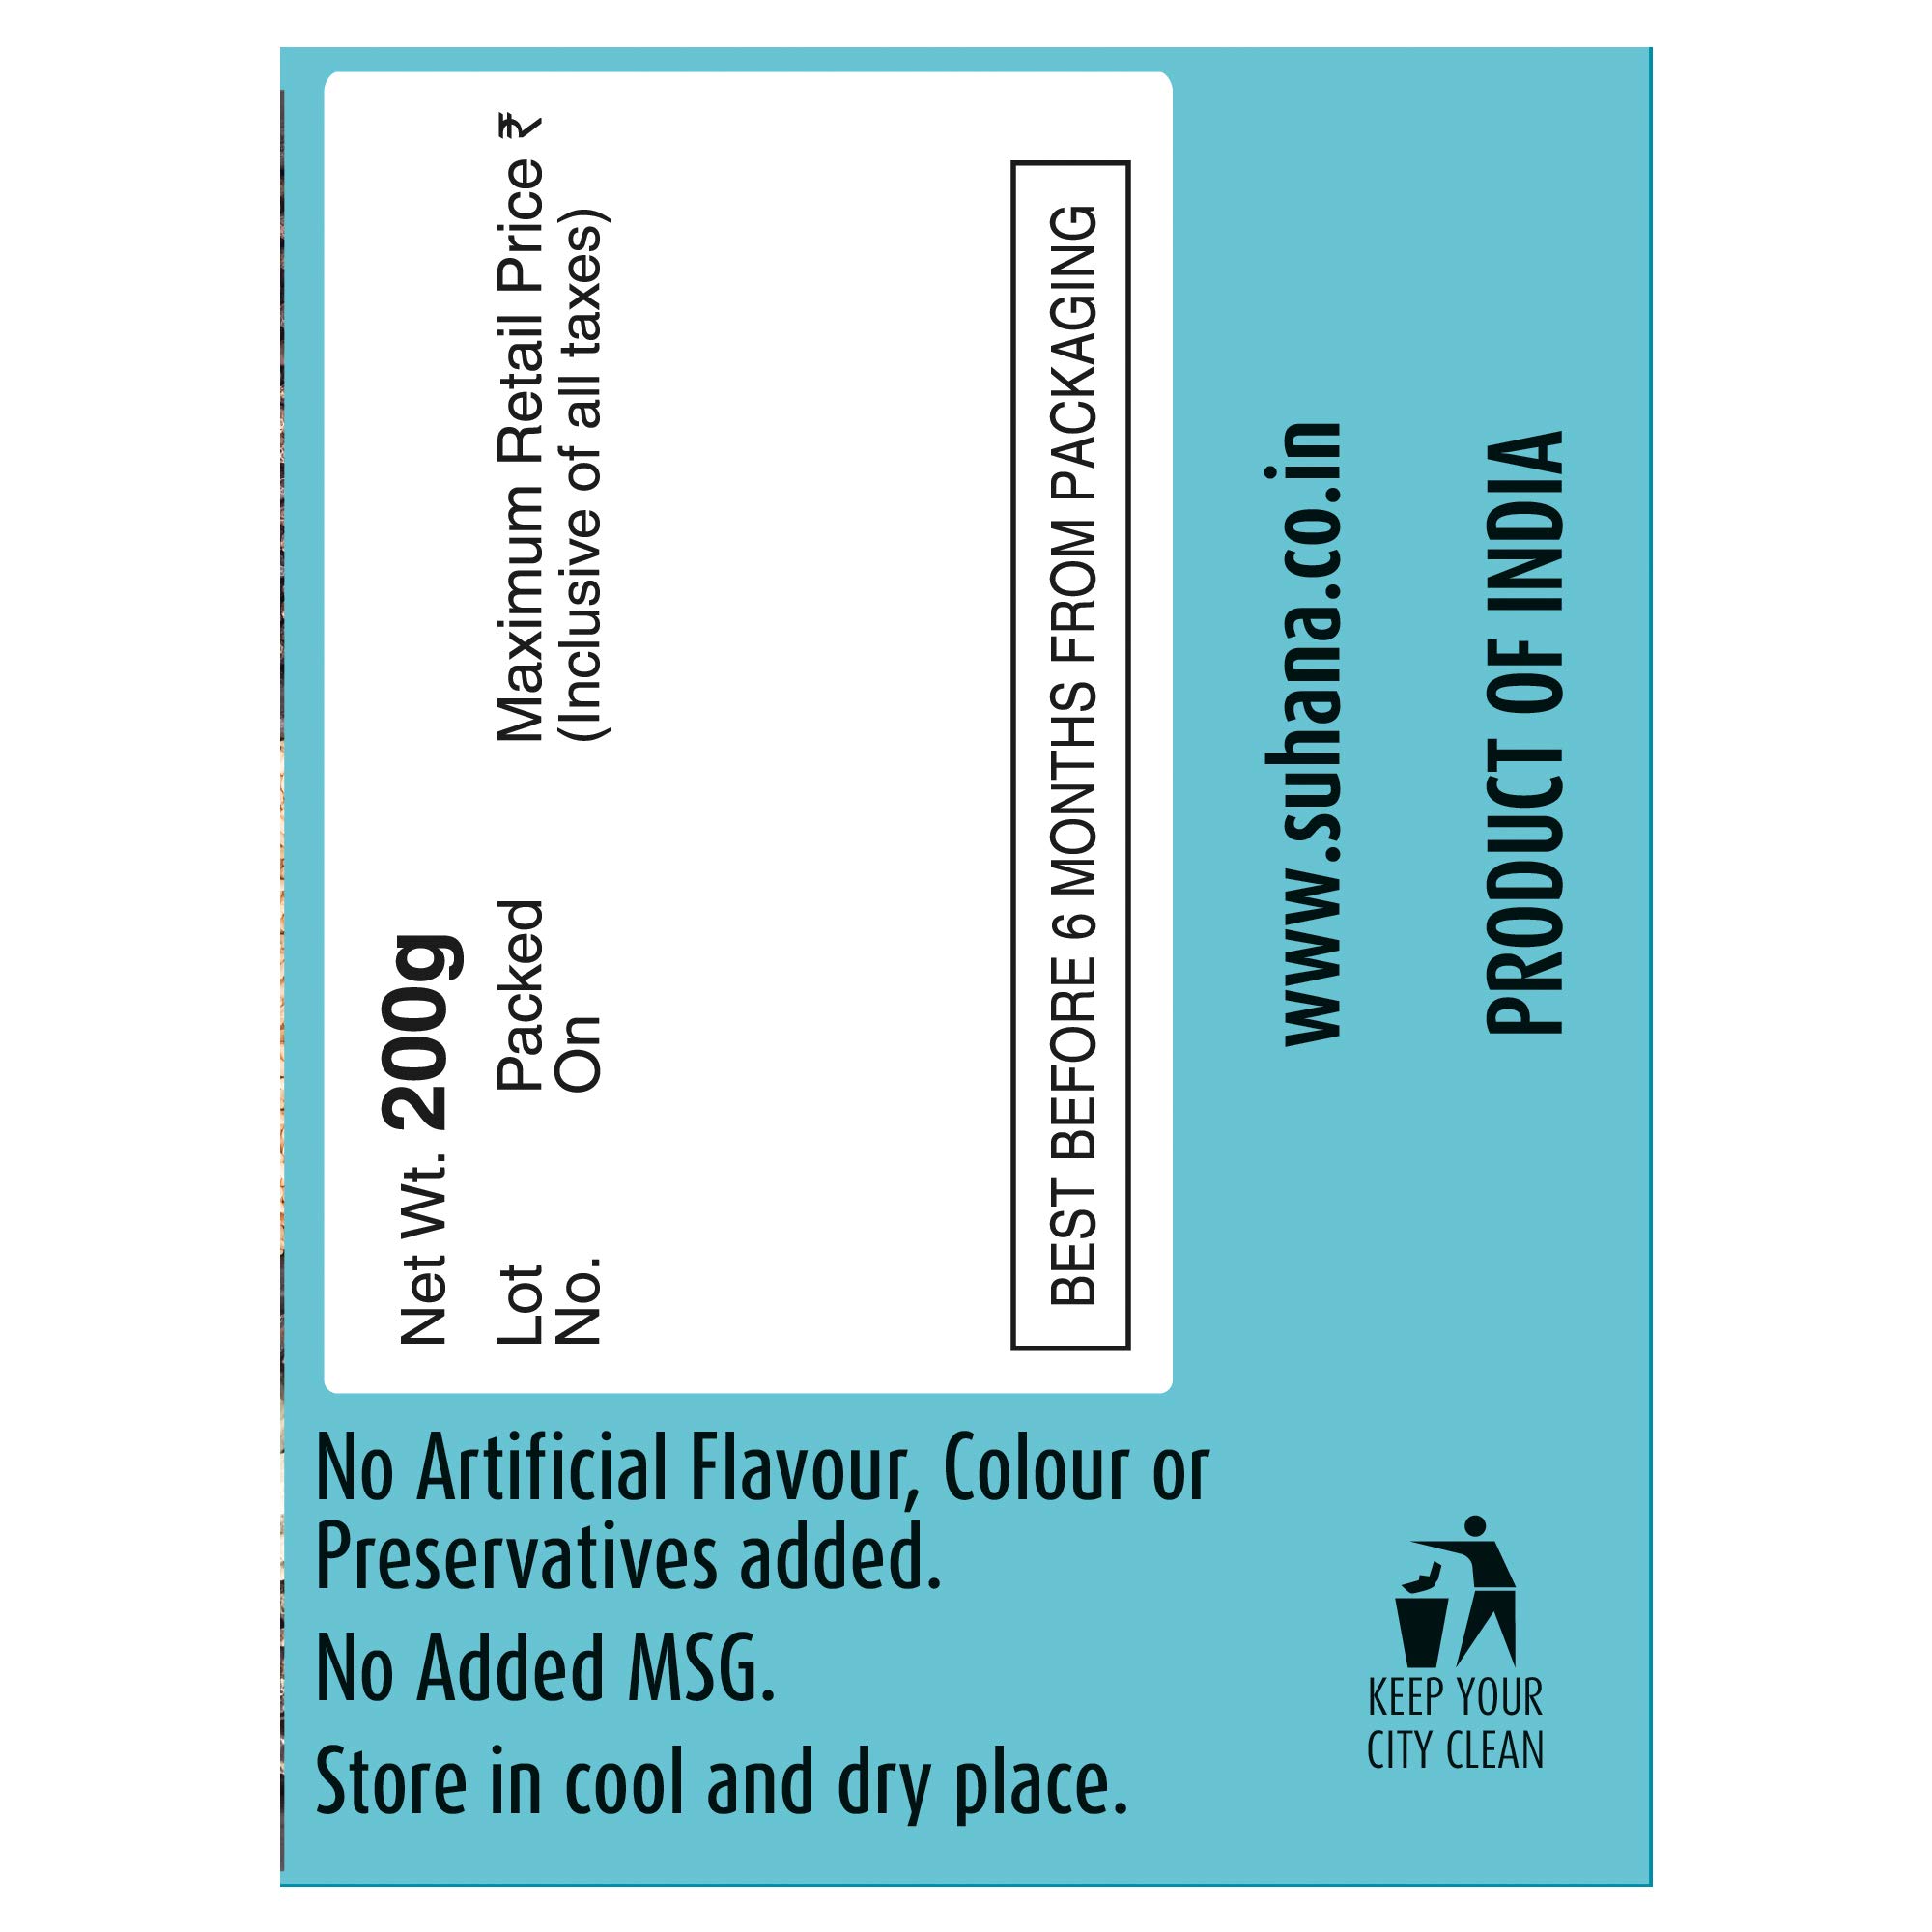 Net Wt. 200g
Lot No.
Packed On
Maximum Retail Price ₹
(Inclusive of all taxes)
BEST BEFORE 6 MONTHS FROM PACKAGING
www.suhana.co.in
PRODUCT OF INDIA
No Artificial Flavour, Colour or
Preservatives added.
No Added MSG.
Store in cool and dry place.
KEEP YOUR
CITY CLEAN